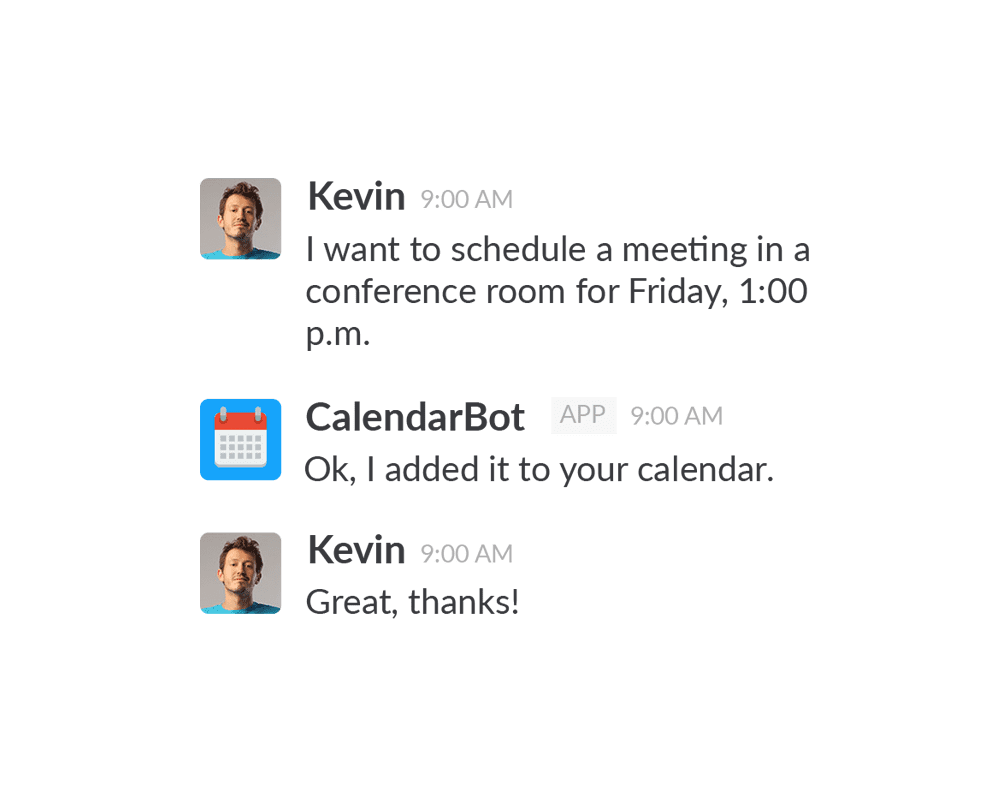 Kevin 9:00 AM
I want to schedule a meeting in a
conference room for Friday, 1:00
p.m.
CalendarBot APP 9:00 AM
Ok, I added it to your calendar.
Kevin 9:00 AM
Great, thanks!